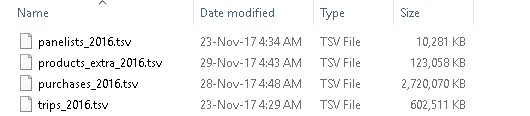 Name Date modified Type Size
panelists_2016.tsv 23-Nov-17 4:34 AM TSV File 10,281 KB
products_extra_2016.tsv 29-Nov-17 4:43 AM TSV File 123,058 KB
purchases_2016.tsv 28-Nov-17 4:48 AM TSV File 2,720,070 KB
trips_2016.tsv 23-Nov-17 4:29 AM TSV File 602,511 KB